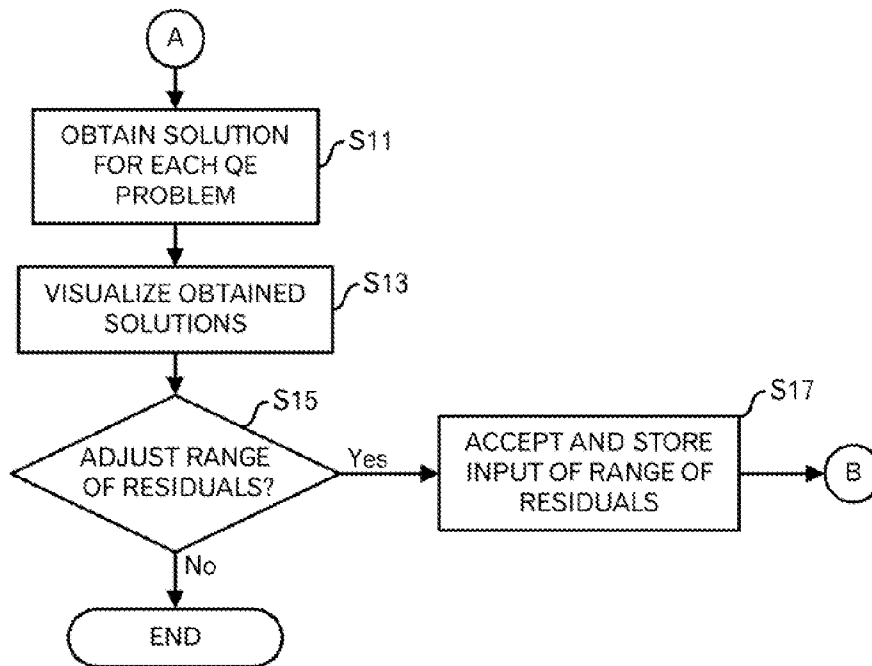 A
OBTAIN SOLUTION
FOR EACH QE
PROBLEM
S11
VISUALIZE OBTAINED
SOLUTIONS
S13
S15
ADJUST RANGE
OF RESIDUALS?
Yes
S17
ACCEPT AND STORE
INPUT OF RANGE OF
RESIDUALS
B
No
END